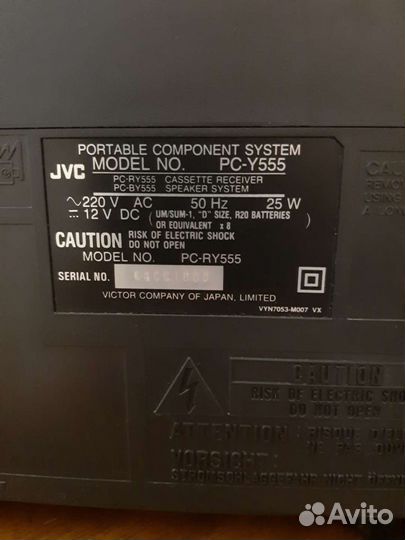 PORTABLE COMPONENT SYSTEM
JVC MODEL NO. PC-Y555
PC-RY555 CASSETTE RECEIVER
PC-BY555 SPEAKER SYSTEM
~220 V AC 50 Hz 25 W
12 V DC (UM/SUM-1, "D" SIZE, R20 BATTERIES OR EQUIVALENT x 8
CAUTION RISK OF ELECTRIC SHOCK
DO NOT OPEN
MODEL NO. PC-RY555
SERIAL NO.
VICTOR COMPANY OF JAPAN, LIMITED
VYN7053-M007 VX
CAUTION
RISK OF ELECTRIC SHOCK
DO NOT OPEN
ATTENTION: RISQUE
NE PAS
VORSICHT:
Avito